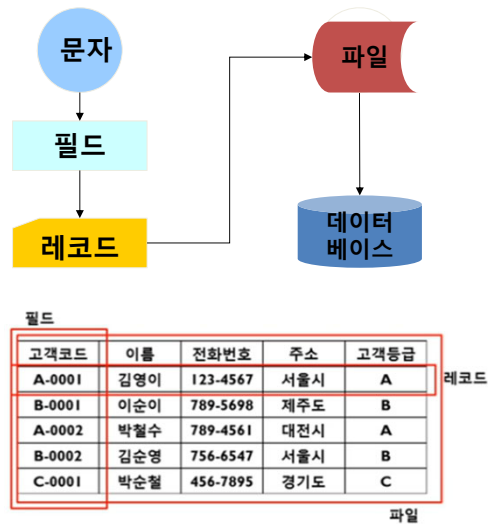 문자
파일
필드
레코드
데이터
베이스
필드
고객코드 이름 전화번호 주소 고객등급
A-0001 김영이 123-4567 서울시 A
레코드
B-0001 이순이 789-5698 제주도 B
A-0002 박철수 789-4561 대전시 A
B-0002 김순영 756-6547 서울시 B
C-0001 박순철 456-7895 경기도 C
파일